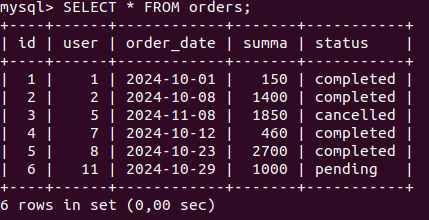 mysql> SELECT * FROM orders;
+----+------+------------+-------+-----------+
| id | user | order_date | summa | status    |
+----+------+------------+-------+-----------+
|  1 |    1 | 2024-10-01 |   150 | completed |
|  2 |    2 | 2024-10-08 |  1400 | completed |
|  3 |    5 | 2024-11-08 |  1850 | cancelled |
|  4 |    7 | 2024-10-12 |   460 | completed |
|  5 |    8 | 2024-10-23 |  2700 | completed |
|  6 |   11 | 2024-10-29 |  1000 | pending   |
+----+------+------------+-------+-----------+
6 rows in set (0,00 sec)